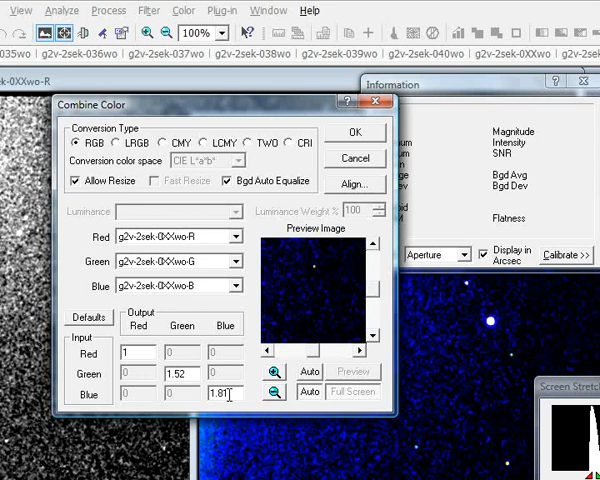 View Analyze Process Filter Color Plug-in Window Help
100%
035wo g2v-2sek-036wo g2v-2sek-037wo g2v-2sek-038wo g2v-2sek-039wo g2v-2sek-040wo g2v-2sek-0XXwo g2v-2se
ek-0XXwo-R
Information
Combine Color
Conversion Type
RGB LRGB CMY LCMY TWO CRI
Conversion color space CIE L*a*b*
Allow Resize Fast Resize Bgd Auto Equalize
OK
Cancel
Align...
Luminance
Luminance Weight % 100
Red g2v-2sek-0XXwo-R
Green g2v-2sek-0XXwo-G
Blue g2v-2sek-0XXwo-B
Preview Image
Defaults
Output
Red Green Blue
Input
Red 1 0 0
Green 0 1.52 0
Blue 0 0 1.81
Auto Preview
Auto Full Screen
Magnitude
Intensity
SNR
Bgd Avg
Bgd Dev
Flatness
Aperture
Display in Arcsec
Calibrate >>
Screen Stretch